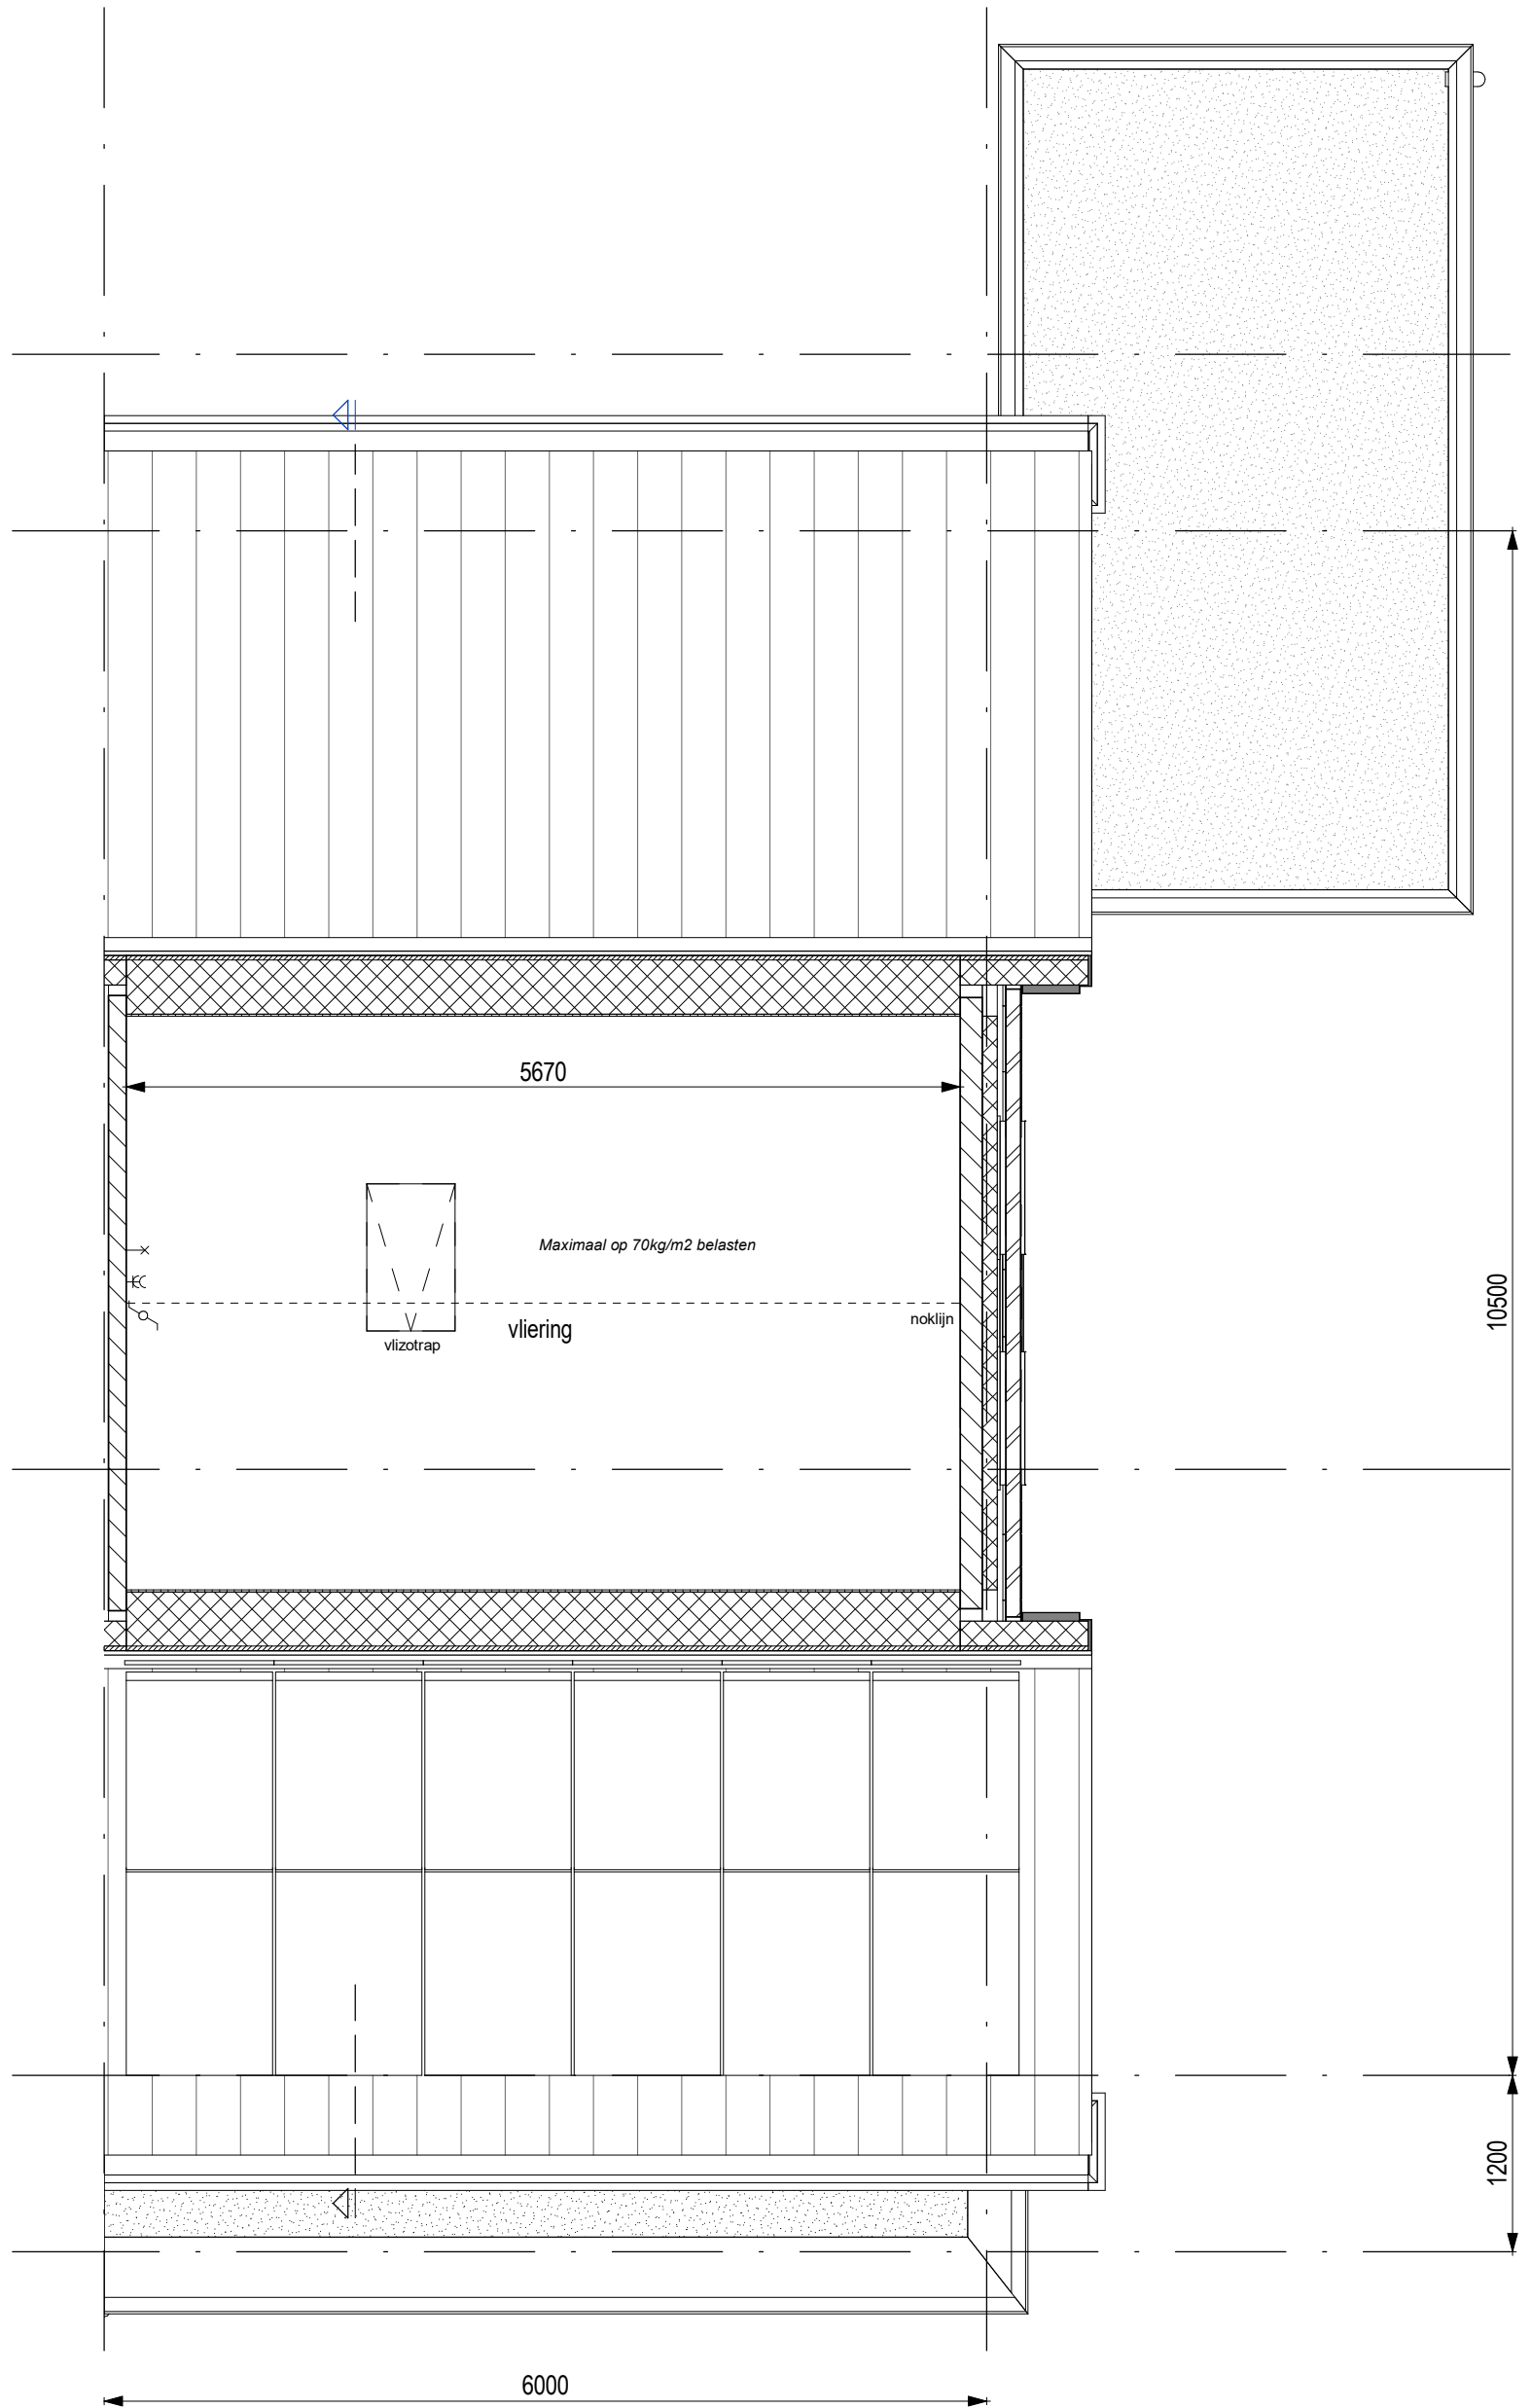 5670
Maximaal op 70kg/m2 belasten
10500
noklijn
vliering
vlizotrap
1200
6000